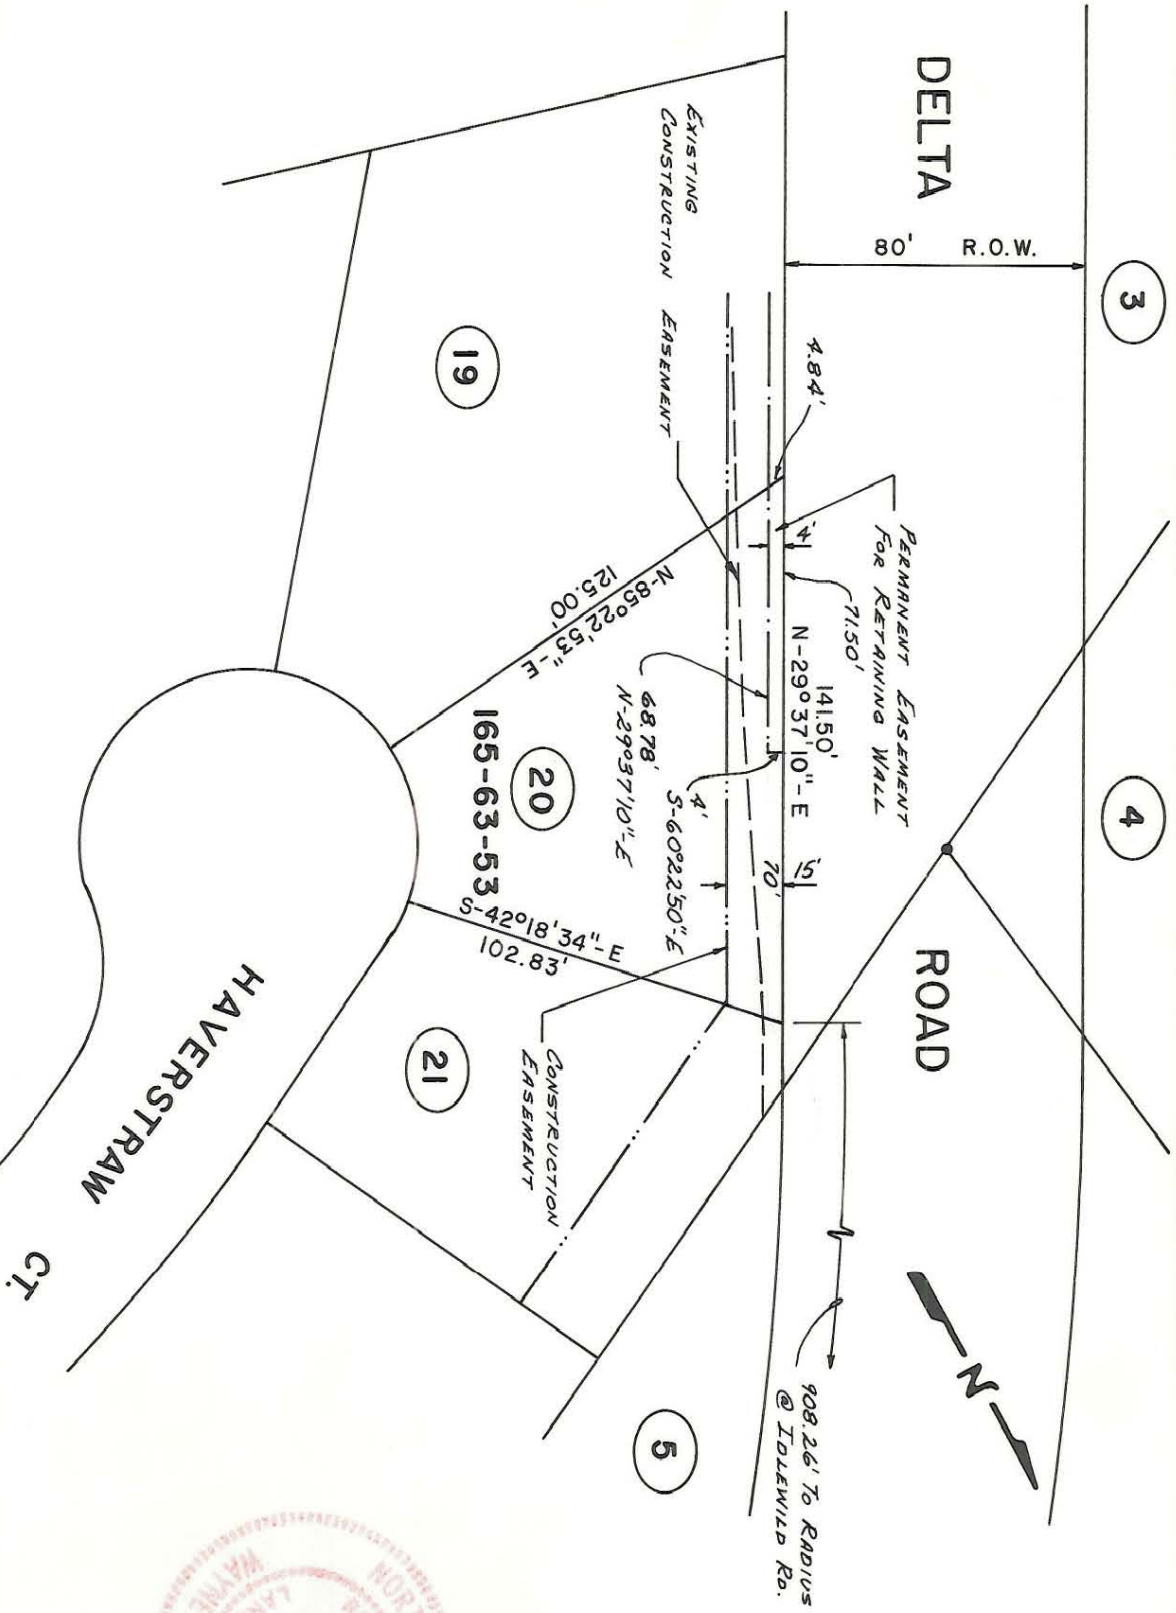 DELTA
ROAD
80' R.O.W.
3
4
19
EXISTING
CONSTRUCTION EASEMENT
4.84'
PERMANENT EASEMENT
FOR RETAINING WALL
4'
71.50'
141.50'
N-29°37'10"-E
N-85°22'53"-E
125.00'
68.78'
N-29°37'10"-E
4'
S-60°22'50"-E
15'
70'
20
165-63-53
S-42°18'34"-E
102.83'
CONSTRUCTION
EASEMENT
21
HAVERSTRAW
CT.
5
908.26' TO RADIUS
@ IDLEWILD RD.
N
WAYNE